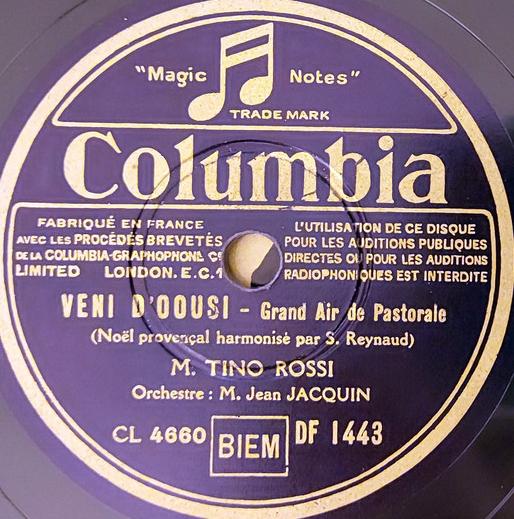 "Magic Notes"
TRADE MARK
Columbia
FABRIQUÉ EN FRANCE
AVEC LES PROCÉDÉS BREVETÉS
DE LA COLUMBIA-GRAPHOPHONE Cº
LIMITED LONDON. E.C.1
L'UTILISATION DE CE DISQUE
POUR LES AUDITIONS PUBLIQUES
DIRECTES OU POUR LES AUDITIONS
RADIOPHONIQUES EST INTERDITE
VENI D'OOUSI - Grand Air de Pastorale
(Noël provençal harmonisé par S. Reynaud)
M. TINO ROSSI
Orchestre : M. Jean JACQUIN
CL 4660 BIEM DF 1443